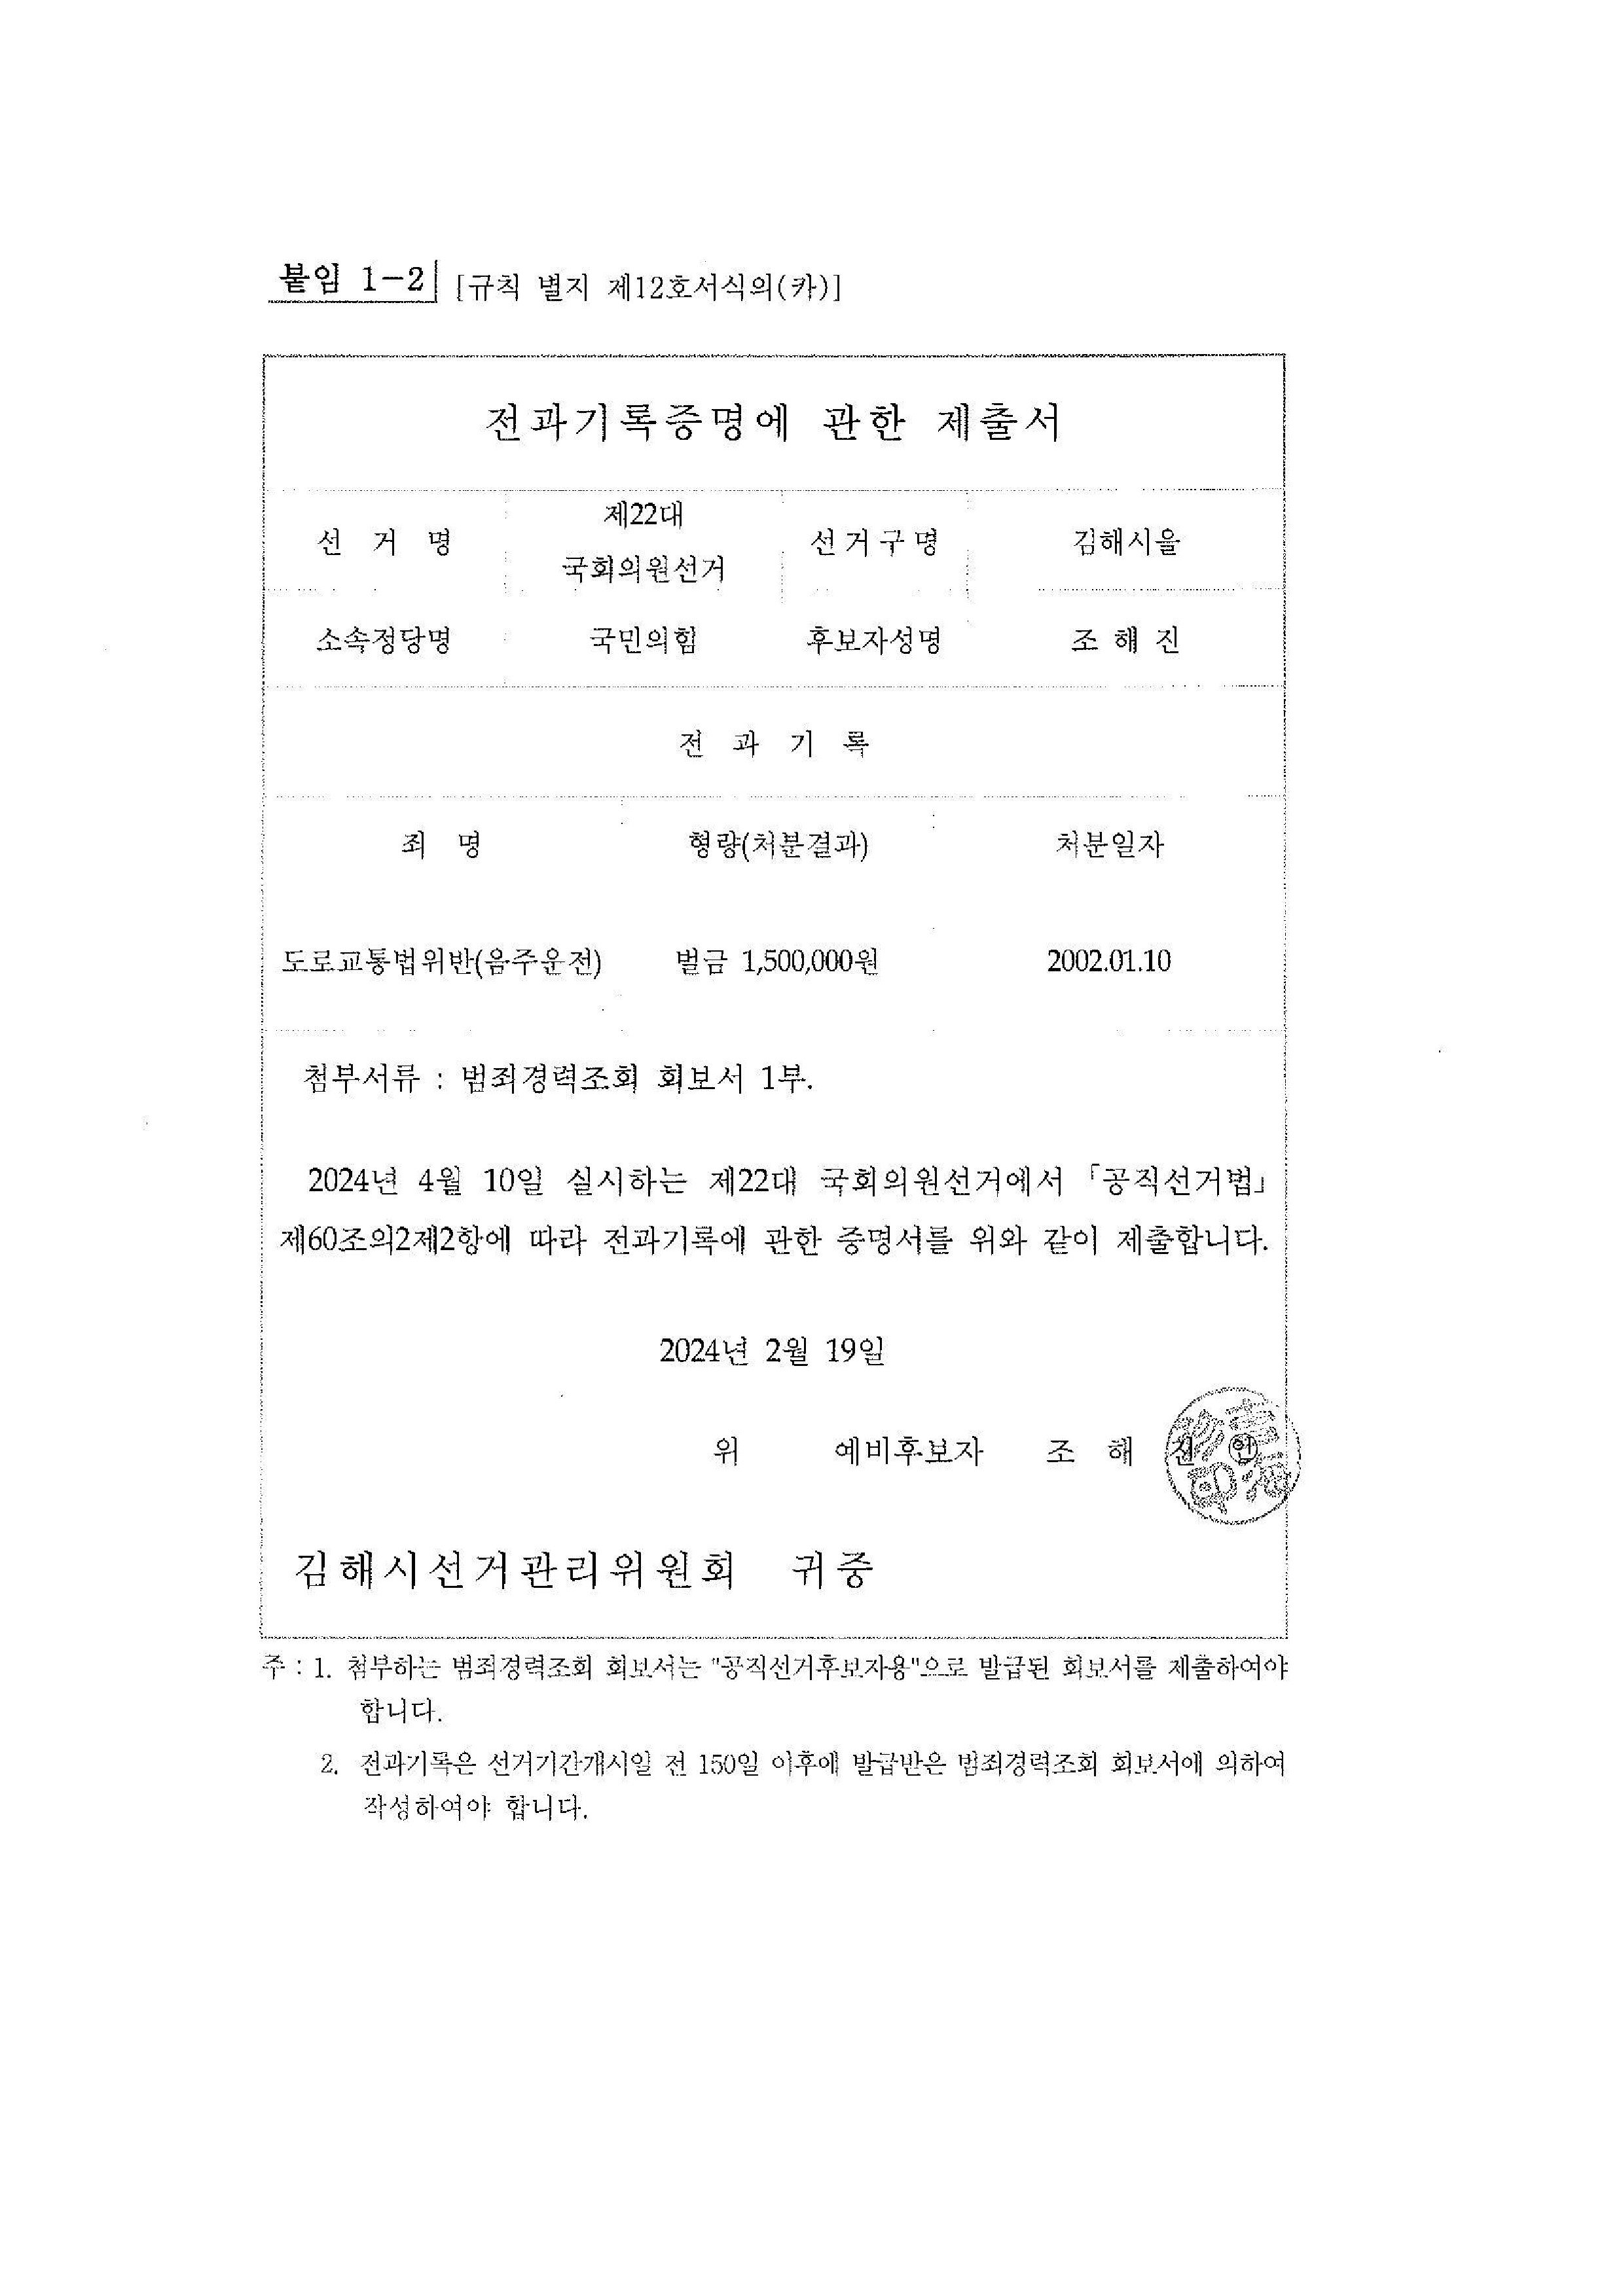 붙임 1-2 [규칙 별지 제12호서식의(카)]
전과기록증명에 관한 제출서
선 거 명 제22대 국회의원선거 선거구명 김해시을
소속정당명 국민의힘 후보자성명 조 해 진
전 과 기 록
죄 명 형량(처분결과) 처분일자
도로교통법위반(음주운전) 벌금 1,500,000원 2002.01.10
첨부서류 : 범죄경력조회 회보서 1부.
2024년 4월 10일 실시하는 제22대 국회의원선거에서 「공직선거법」
제60조의2제2항에 따라 전과기록에 관한 증명서를 위와 같이 제출합니다.
2024년 2월 19일
위 예비후보자 조 해 진 ㊞
김해시선거관리위원회 귀중
주 : 1. 첨부하는 범죄경력조회 회보서는 "공직선거후보자용"으로 발급된 회보서를 제출하여야
합니다.
2. 전과기록은 선거기간개시일 전 150일 이후에 발급받은 범죄경력조회 회보서에 의하여
작성하여야 합니다.